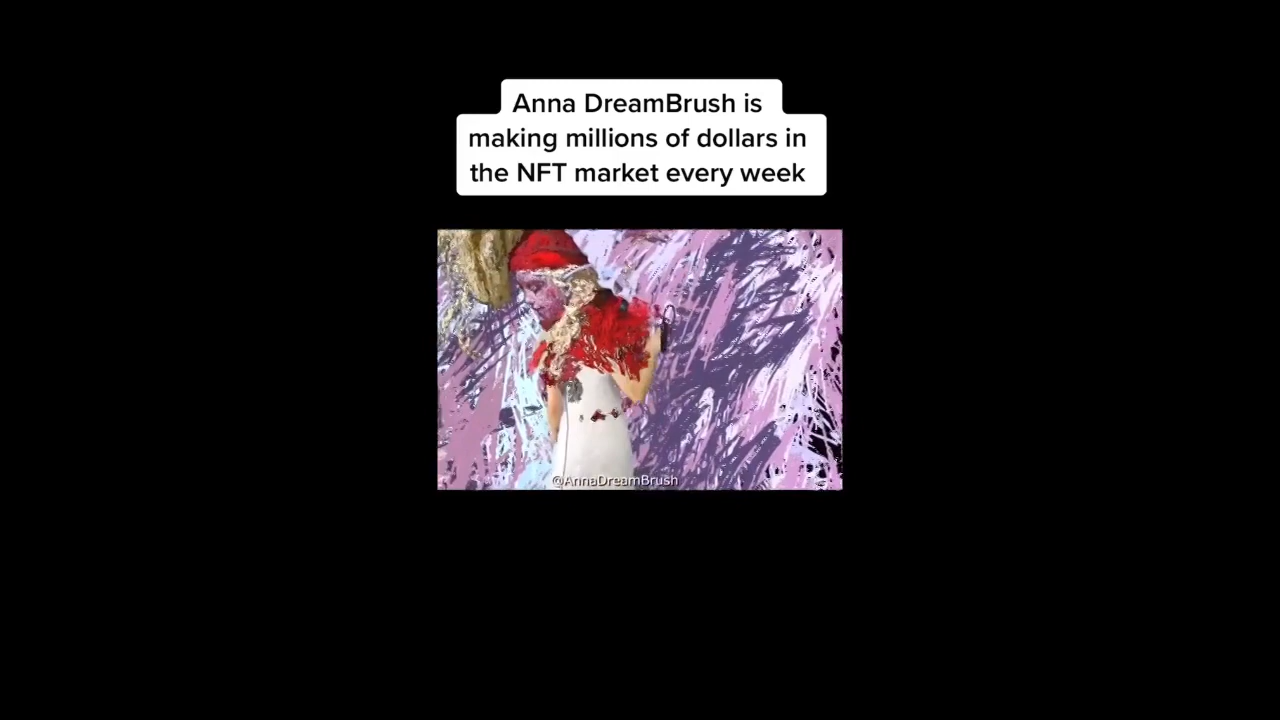 Anna DreamBrush is
making millions of dollars in
the NFT market every week
@AnnaDreamBrush